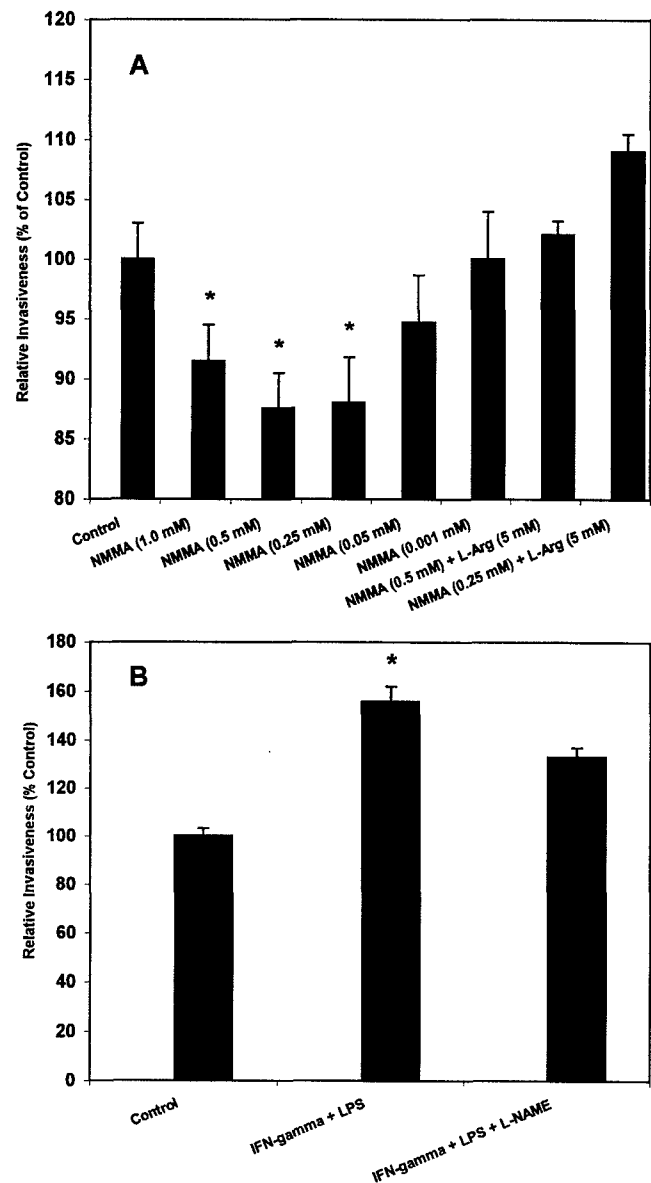 120
A
115
110
105
100
95
90
85
80
Relative Invasiveness (% of Control)
*
*
*
Control
NMMA (1.0 mM)
NMMA (0.5 mM)
NMMA (0.25 mM)
NMMA (0.05 mM)
NMMA (0.001 mM)
NMMA (0.5 mM) + L-Arg (5 mM)
NMMA (0.25 mM) + L-Arg (5 mM)
180
B
160
140
120
100
80
60
40
20
0
Relative Invasiveness (% Control)
*
Control
IFN-gamma + LPS
IFN-gamma + LPS + L-NAME